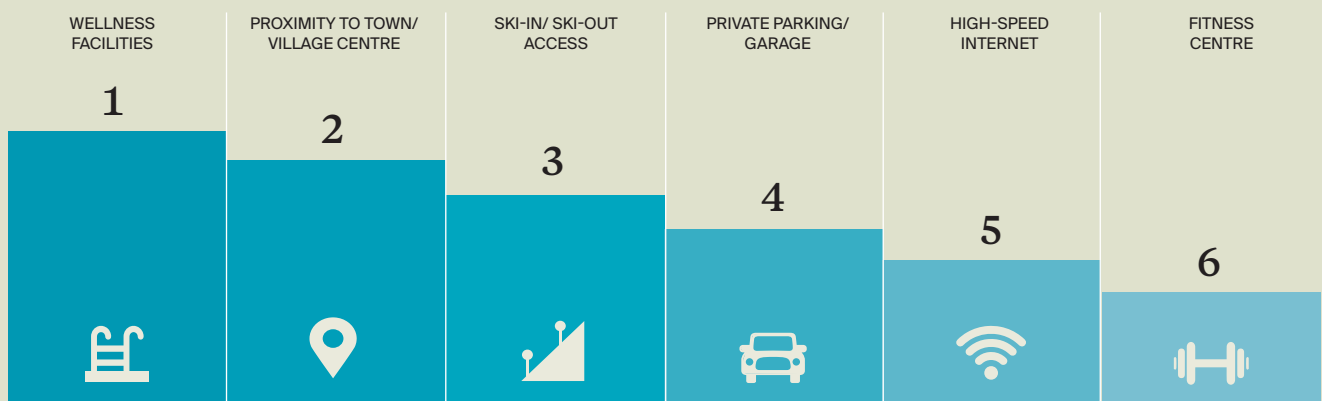 WELLNESS
FACILITIES
PROXIMITY TO TOWN/
VILLAGE CENTRE
SKI-IN/ SKI-OUT
ACCESS
PRIVATE PARKING/
GARAGE
HIGH-SPEED
INTERNET
FITNESS
CENTRE
1
2
3
4
5
6